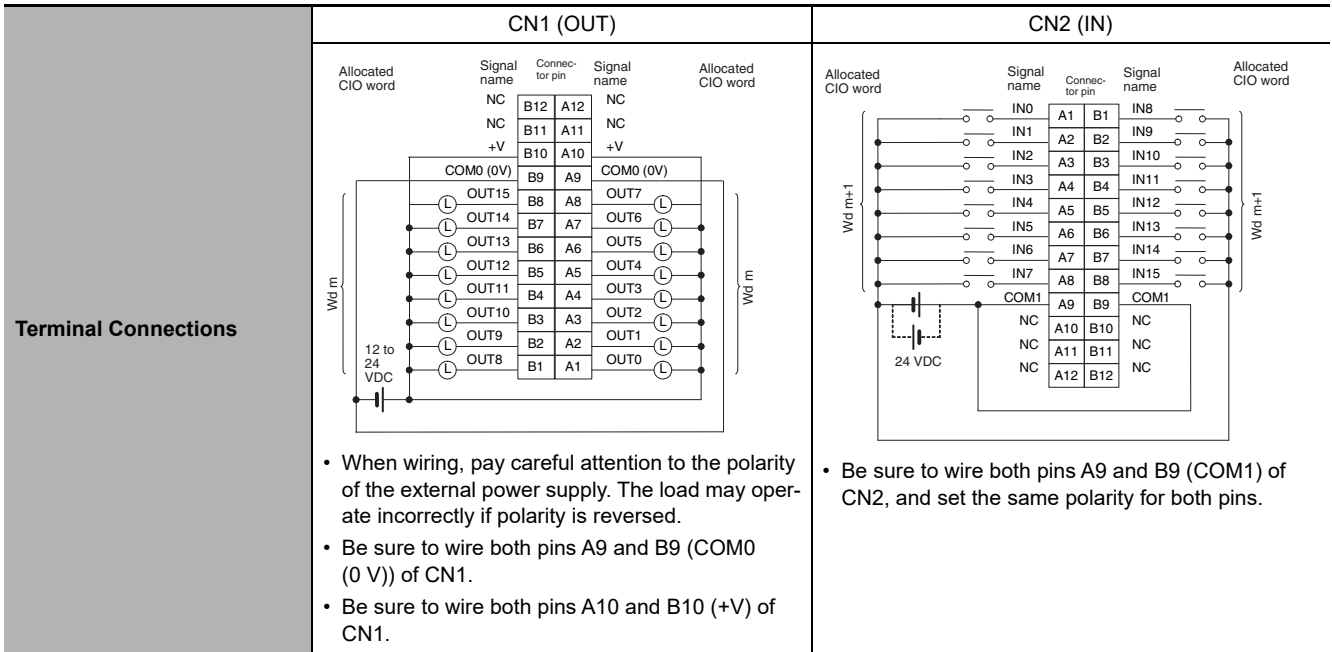 Terminal Connections
CN1 (OUT)
CN2 (IN)
Allocated
CIO word
Signal
name
Connec-
tor pin
Signal
name
Allocated
CIO word
NC B12 A12 NC
NC B11 A11 NC
+V B10 A10 +V
COM0 (0V) B9 A9 COM0 (0V)
OUT15 L B8 A8 OUT7 L
OUT14 L B7 A7 OUT6 L
OUT13 L B6 A6 OUT5 L
OUT12 L B5 A5 OUT4 L
OUT11 L B4 A4 OUT3 L
OUT10 L B3 A3 OUT2 L
OUT9 L B2 A2 OUT1 L
OUT8 L B1 A1 OUT0 L
Wd m
Wd m
12 to
24
VDC
• When wiring, pay careful attention to the polarity
of the external power supply. The load may oper-
ate incorrectly if polarity is reversed.
• Be sure to wire both pins A9 and B9 (COM0
(0 V)) of CN1.
• Be sure to wire both pins A10 and B10 (+V) of
CN1.
Allocated
CIO word
Signal
name
Connec-
tor pin
Signal
name
Allocated
CIO word
IN0 A1 B1 IN8
IN1 A2 B2 IN9
IN2 A3 B3 IN10
IN3 A4 B4 IN11
IN4 A5 B5 IN12
IN5 A6 B6 IN13
IN6 A7 B7 IN14
IN7 A8 B8 IN15
COM1 A9 B9 COM1
NC A10 B10 NC
NC A11 B11 NC
NC A12 B12 NC
Wd m+1
Wd m+1
24 VDC
• Be sure to wire both pins A9 and B9 (COM1) of
CN2, and set the same polarity for both pins.